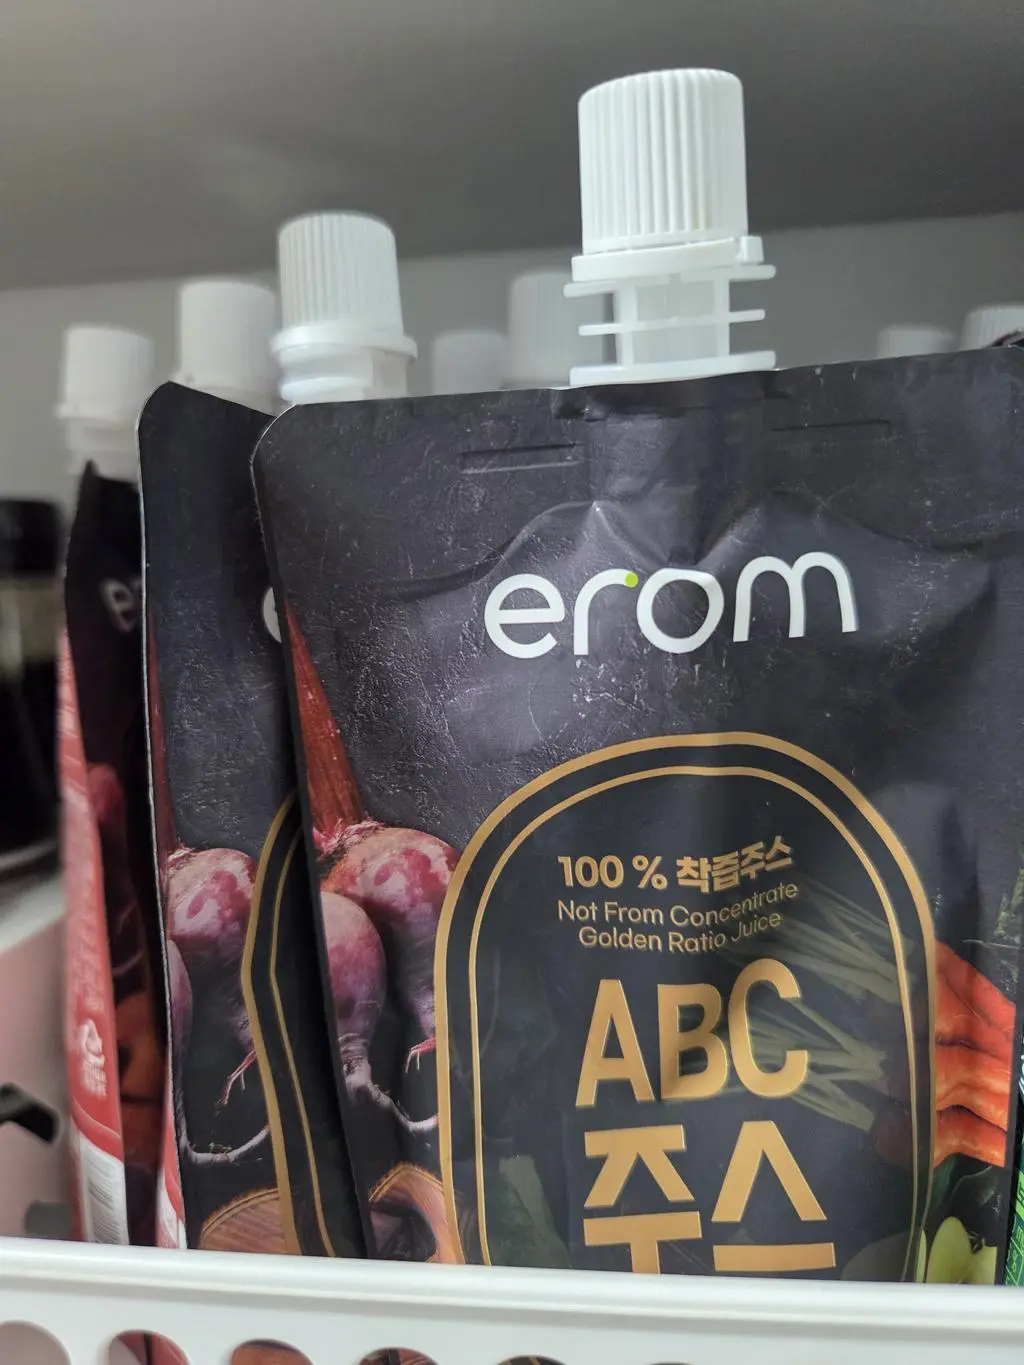 erom
100 % 착즙주스
Not From Concentrate
Golden Ratio Juice
ABC
주스